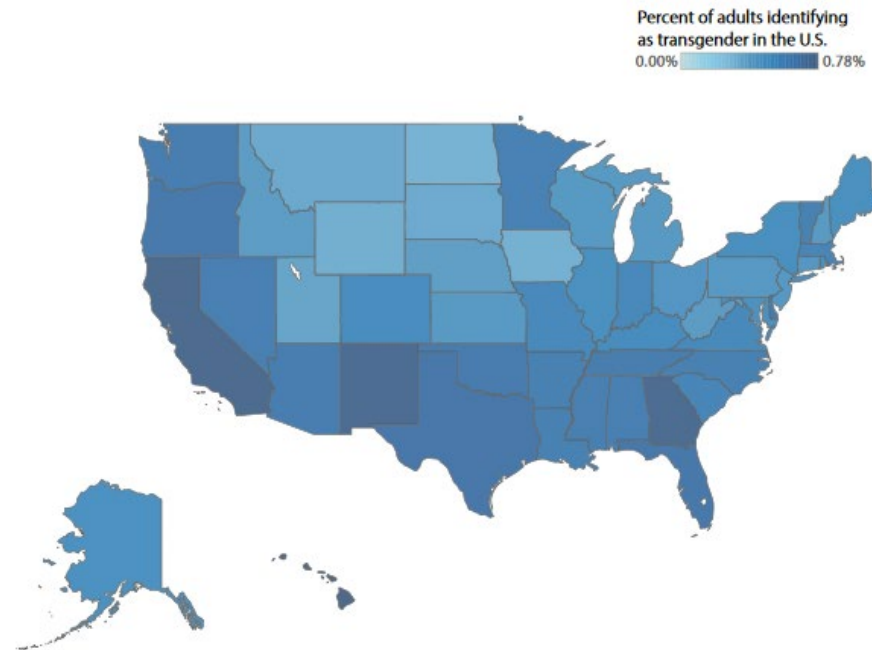 Percent of adults identifying
as transgender in the U.S.
0.00% 0.78%